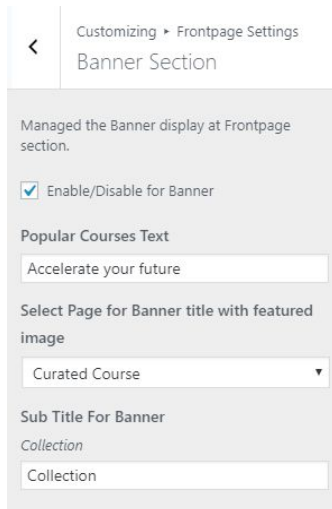 Customizing ▸ Frontpage Settings
Banner Section
Managed the Banner display at Frontpage
section.
Enable/Disable for Banner
Popular Courses Text
Accelerate your future
Select Page for Banner title with featured
image
Curated Course
Sub Title For Banner
Collection
Collection